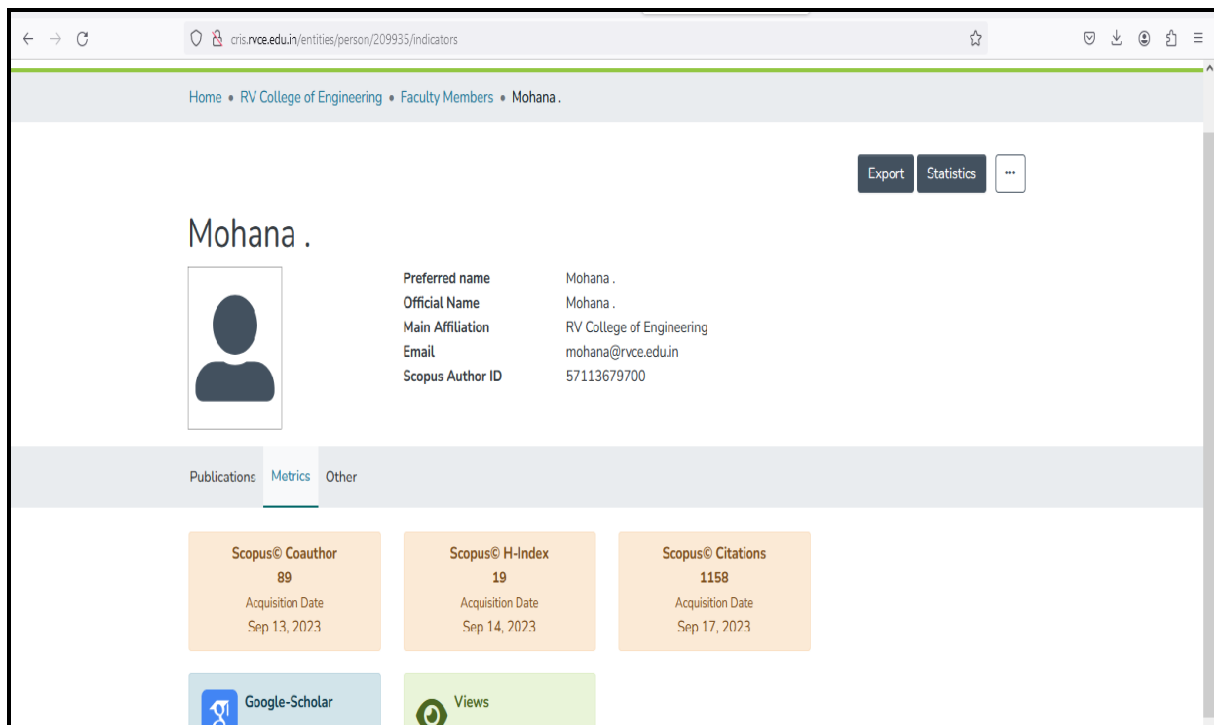 cris.rvce.edu.in/entities/person/209935/indicators
Home • RV College of Engineering • Faculty Members • Mohana .
Export Statistics ...
Mohana .
Preferred name Mohana .
Official Name Mohana .
Main Affiliation RV College of Engineering
Email mohana@rvce.edu.in
Scopus Author ID 57113679700
Publications Metrics Other
Scopus© Coauthor
89
Acquisition Date
Sep 13, 2023
Scopus© H-Index
19
Acquisition Date
Sep 14, 2023
Scopus© Citations
1158
Acquisition Date
Sep 17, 2023
Google-Scholar
Views